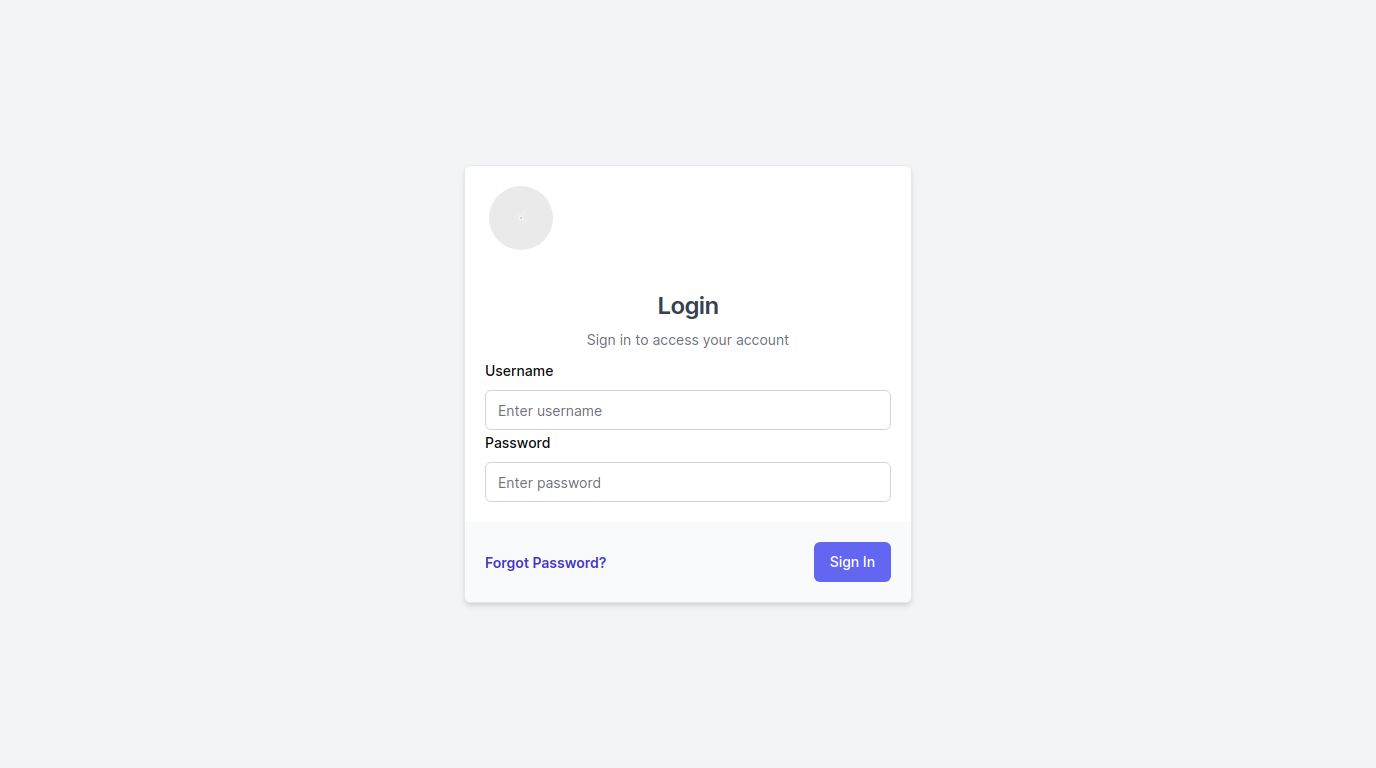 Login
Sign in to access your account
Username
Enter username
Password
Enter password
Forgot Password?
Sign In